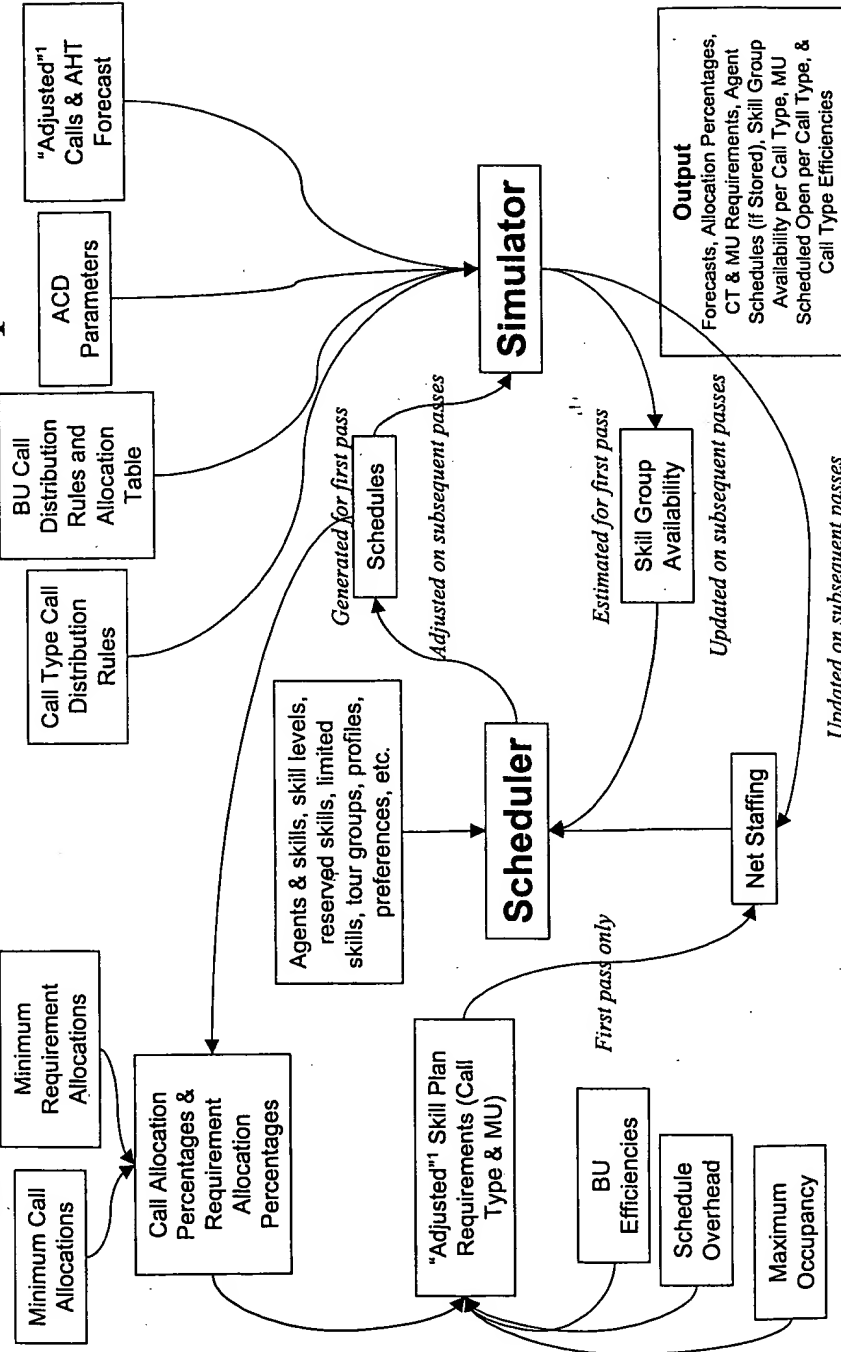 "Adjusted"¹
Calls & AHT
Forecast
ACD
Parameters
BU Call
Distribution
Rules and
Allocation
Table
Call Type Call
Distribution
Rules
Minimum
Requirement
Allocations
Minimum Call
Allocations
Call Allocation
Percentages &
Requirement
Allocation
Percentages
Agents & skills, skill levels,
reserved skills, limited
skills, tour groups, profiles,
preferences, etc.
Generated for first pass
Schedules
Adjusted on subsequent passes
Simulator
Scheduler
Estimated for first pass
Skill Group
Availability
Updated on subsequent passes
"Adjusted"¹ Skill Plan
Requirements (Call
Type & MU)
First pass only
Net Staffing
Updated on subsequent passes
BU
Efficiencies
Schedule
Overhead
Maximum
Occupancy
Output
Forecasts, Allocation Percentages,
CT & MU Requirements, Agent
Schedules (if Stored), Skill Group
Availability per Call Type, MU
Scheduled Open per Call Type, &
Call Type Efficiencies